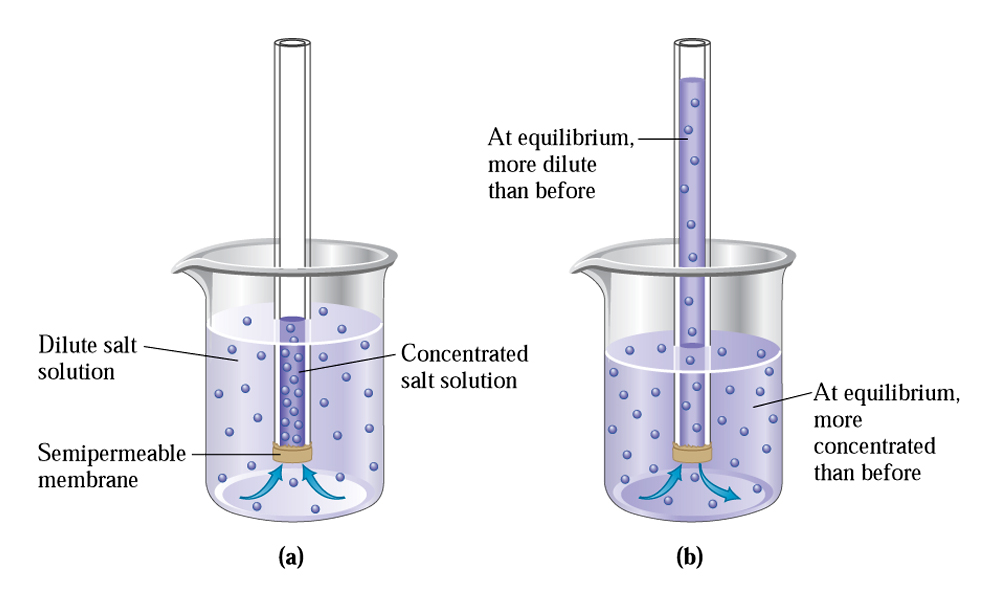 Dilute salt
solution
Semipermeable
membrane
Concentrated
salt solution
(a)
At equilibrium,
more dilute
than before
At equilibrium,
more
concentrated
than before
(b)